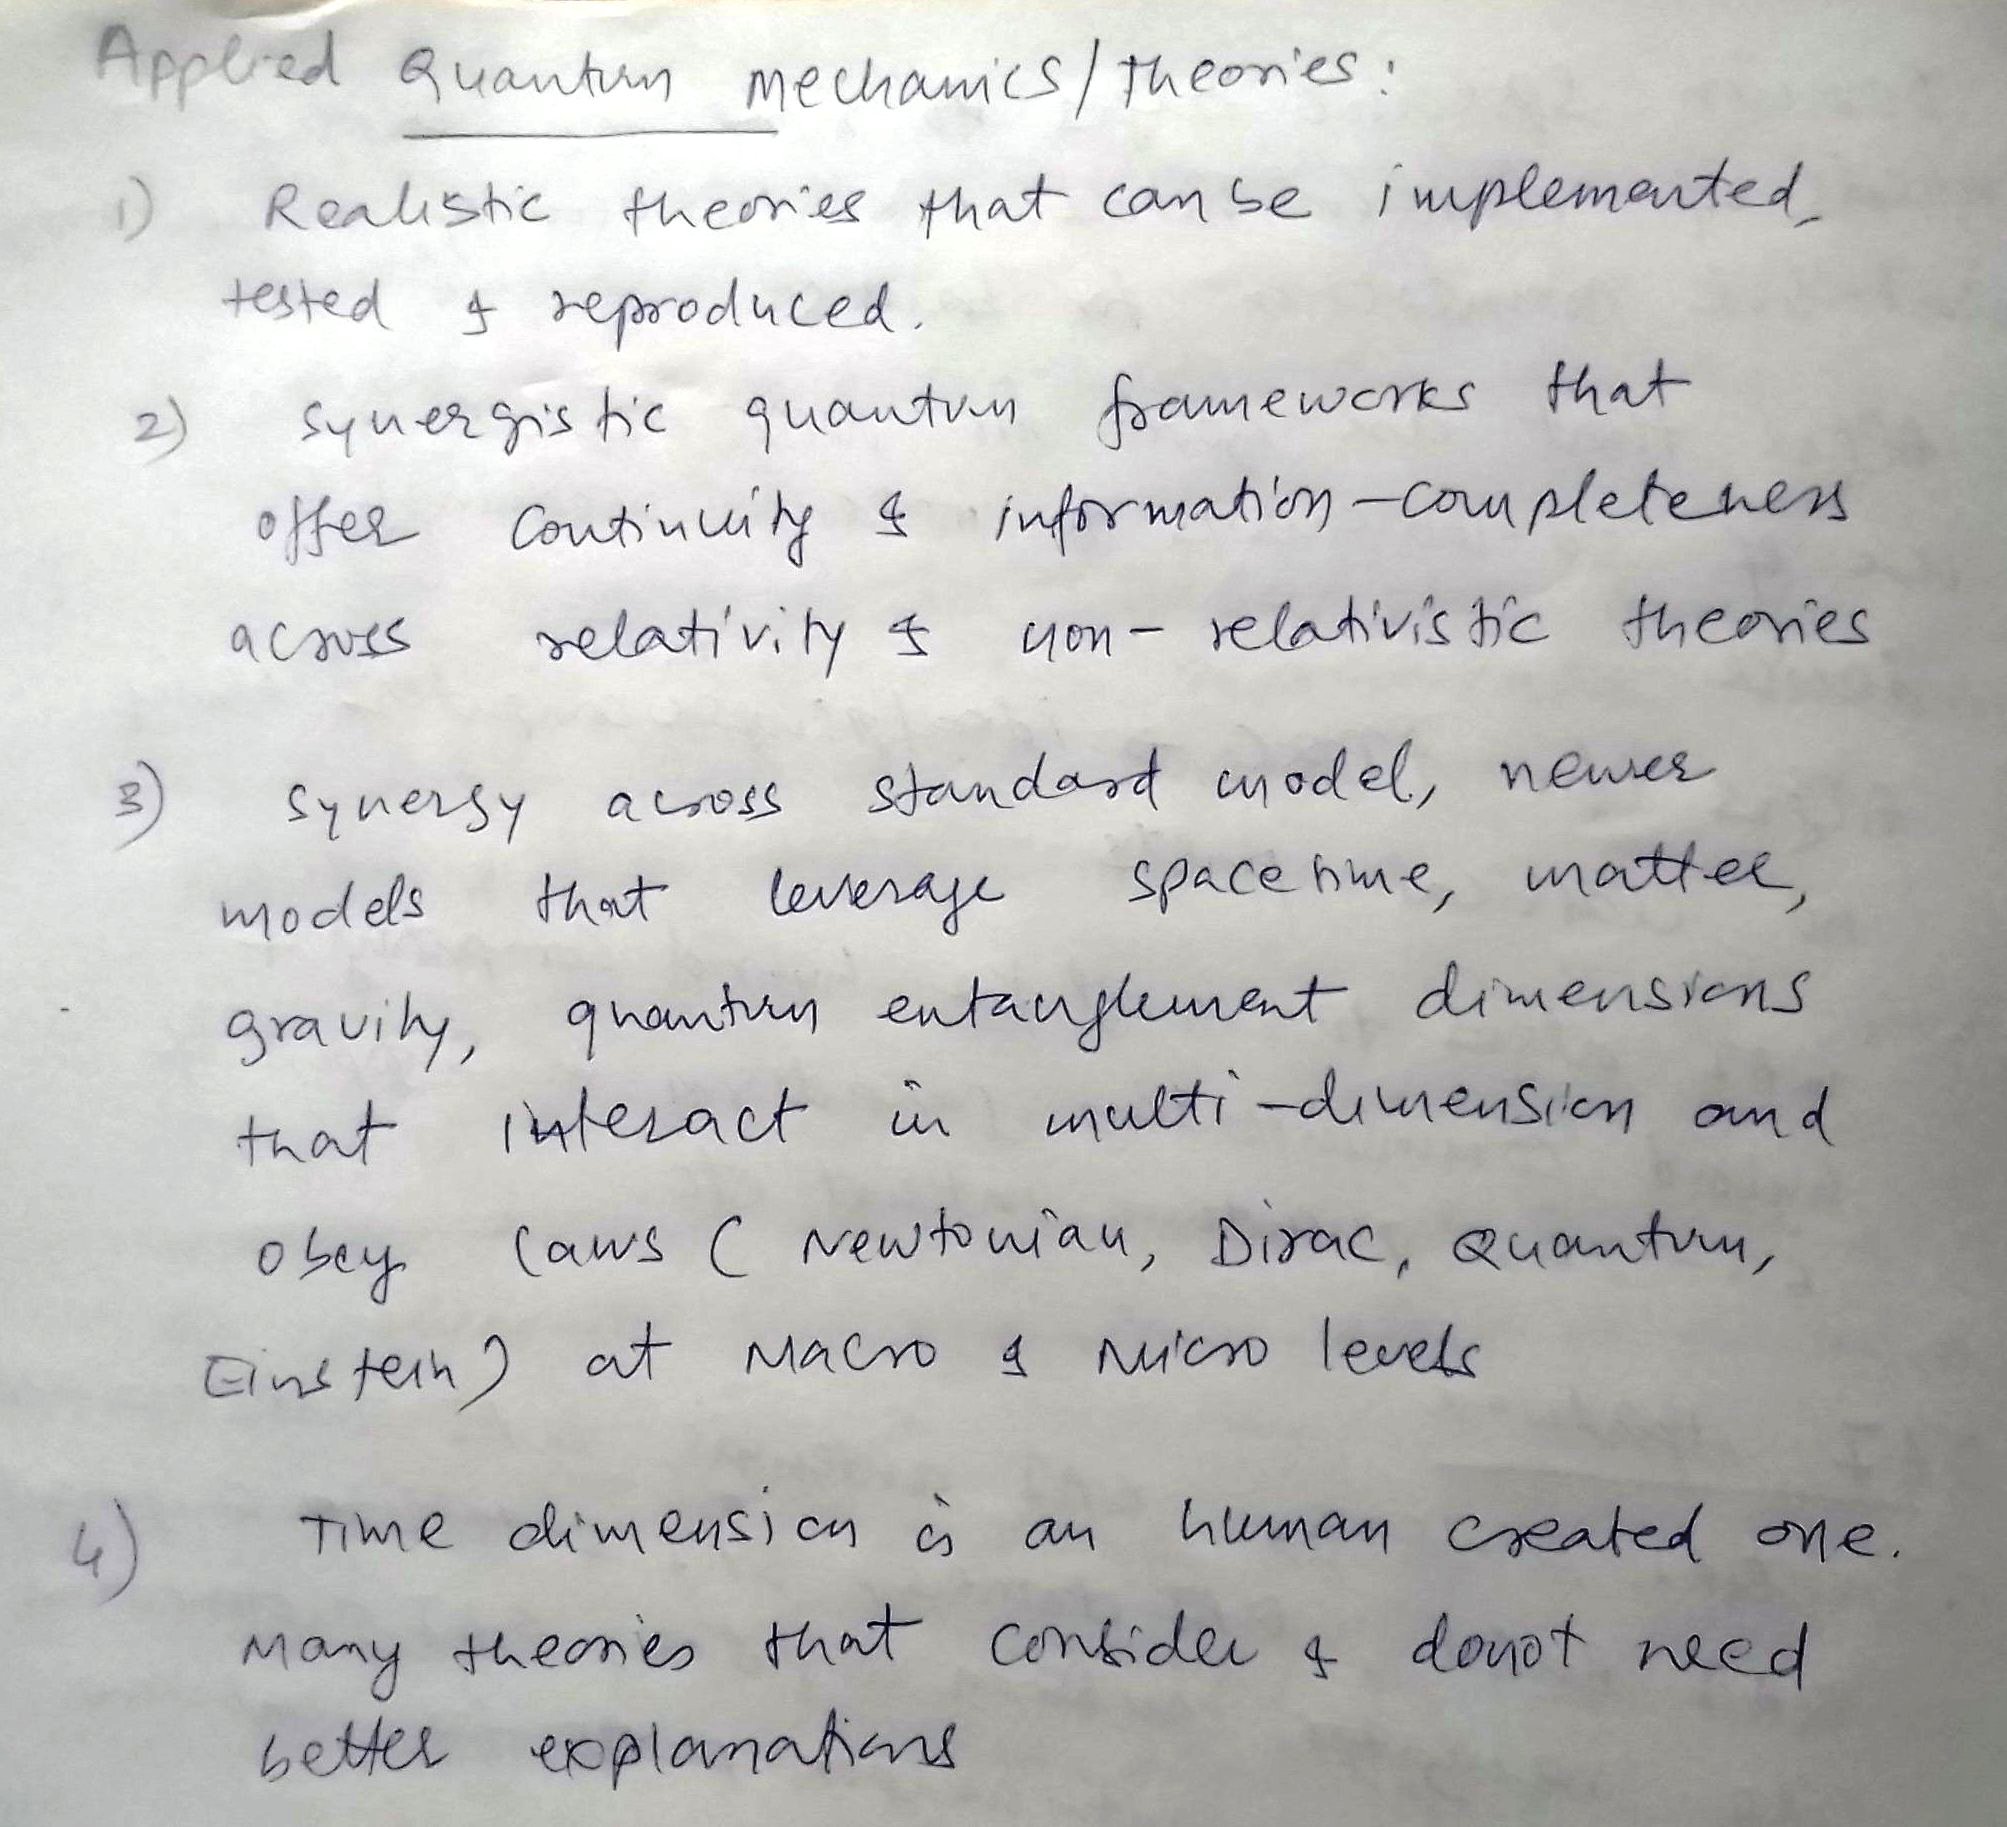 Applied Quantum Mechanics/Theories:
1) Realistic theories that can be implemanted,
tested & reproduced.
2) Synergistic quantum frameworks that
offer continuity & information-completeness
across relativity & non-relativistic theories
3) Synersy across standard model, newer
models that leverage spacetime, matter,
gravity, quantum entanglement dimensions
that interact in multi-dimension and
obey laws (Newtonian, Dirac, Quantum,
Einstein) at Macro & Micro levels
4) Time dimension is an human created one.
Many theories that consider & donot need
better explanations